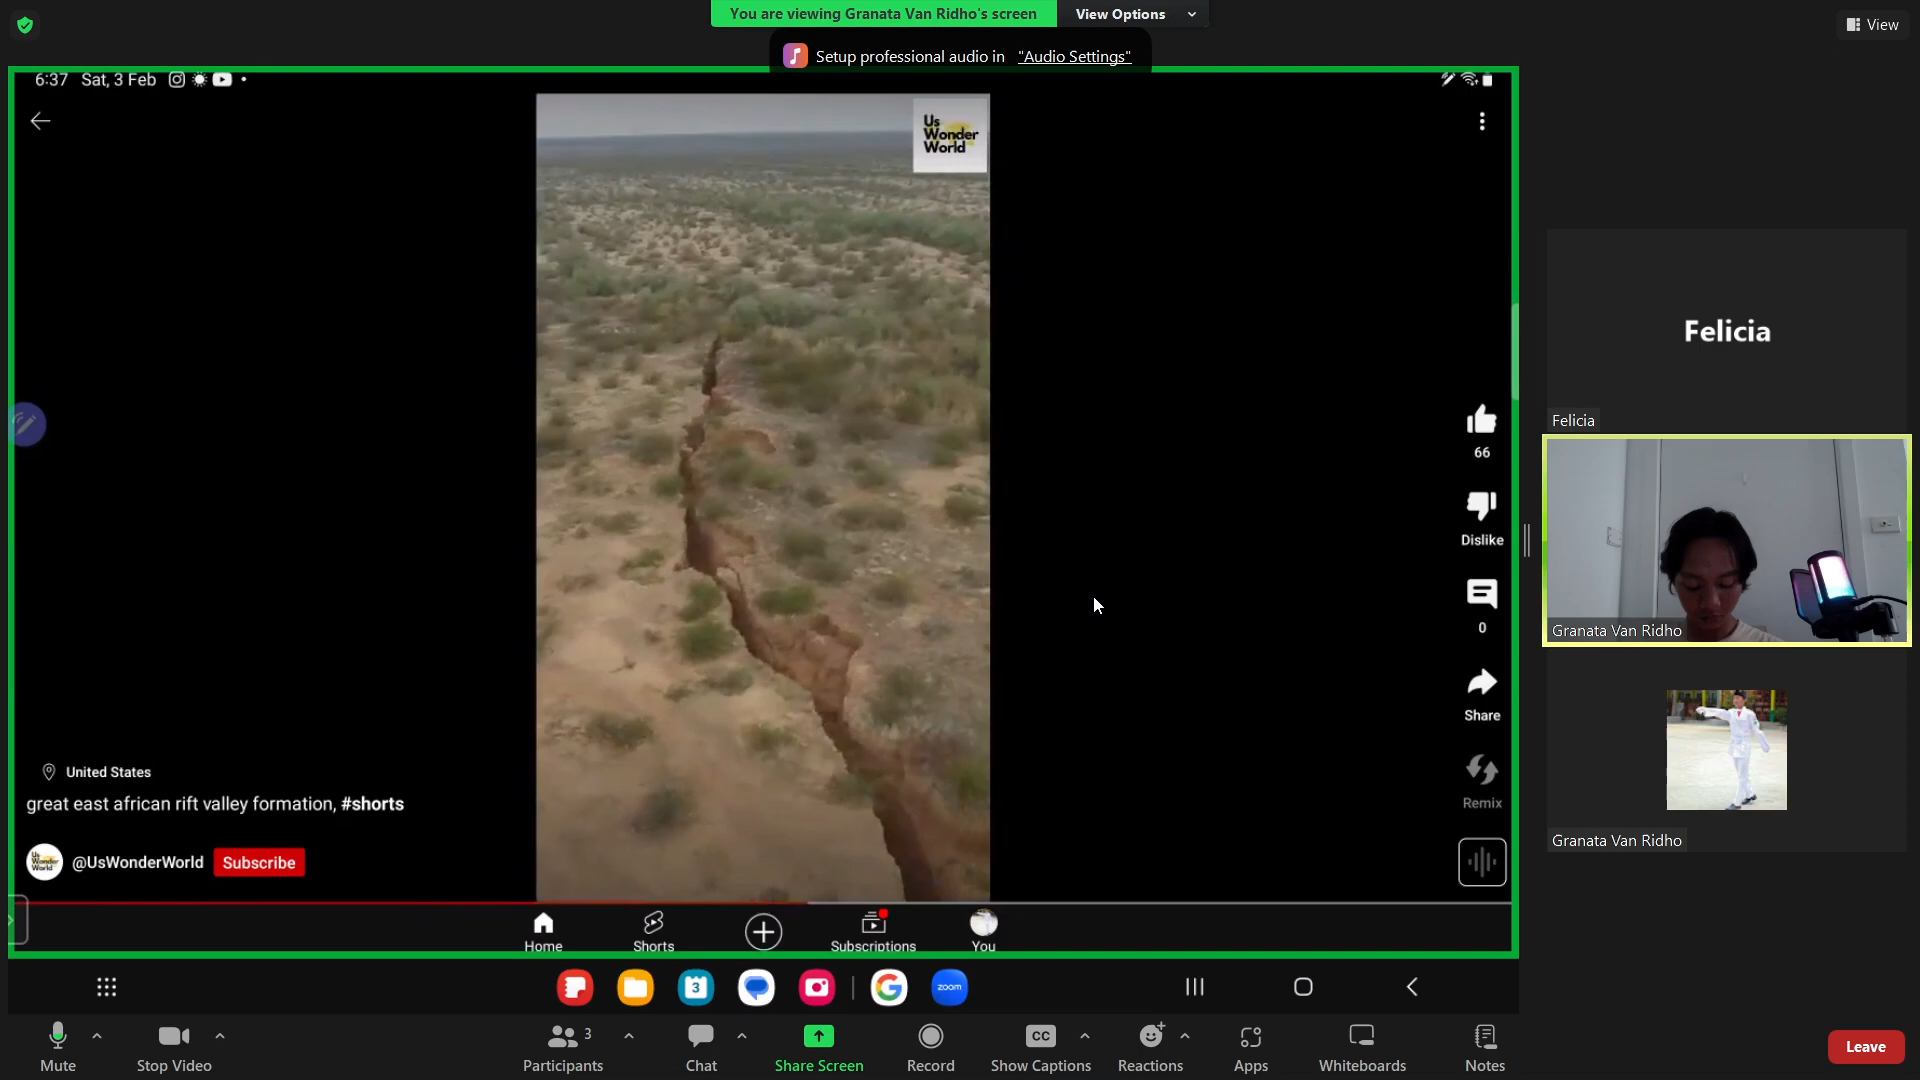 You are viewing Granata Van Ridho's screen
View Options
View
Setup professional audio in "Audio Settings"
6:37 Sat, 3 Feb
Us
Wonder
World
Felicia
Felicia
66
Dislike
0
Granata Van Ridho
Share
United States
great east african rift valley formation, #shorts
Remix
@UsWonderWorld
Subscribe
Granata Van Ridho
Home
Shorts
Subscriptions
You
3
zoom
3
CC
Mute
Stop Video
Participants
Chat
Share Screen
Record
Show Captions
Reactions
Apps
Whiteboards
Notes
Leave